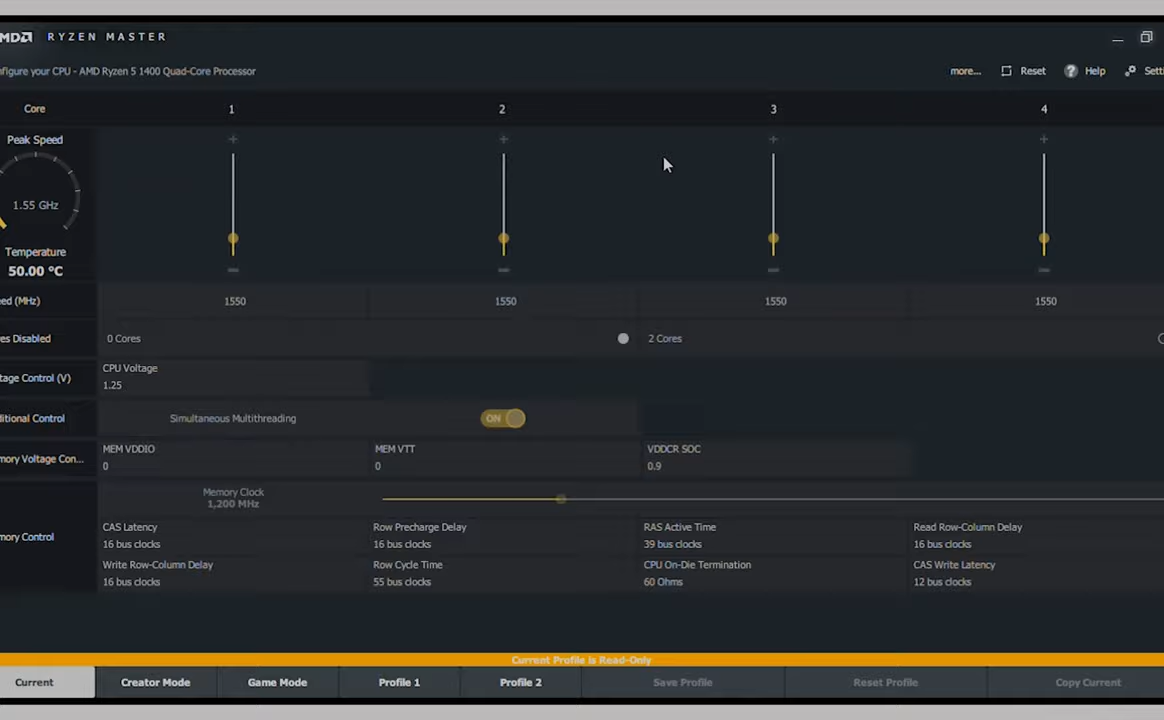 AMD RYZEN MASTER
nfigure your CPU - AMD Ryzen 5 1400 Quad-Core Processor more... Reset ? Help Setti
Core 1 2 3 4
Peak Speed
1.55 GHz
Temperature
50.00 °C
eed (MHz) 1550 1550 1550 1550
es Disabled 0 Cores 2 Cores
tage Control (V) CPU Voltage
1.25
ditional Control Simultaneous Multithreading ON
mory Voltage Con... MEM VDDIO MEM VTT VDDCR SOC
0 0 0.9
mory Control Memory Clock
1,200 MHz
CAS Latency Row Precharge Delay RAS Active Time Read Row-Column Delay
16 bus clocks 16 bus clocks 39 bus clocks 16 bus clocks
Write Row-Column Delay Row Cycle Time CPU On-Die Termination CAS Write Latency
16 bus clocks 55 bus clocks 60 Ohms 12 bus clocks
Current Profile is Read-Only
Current Creator Mode Game Mode Profile 1 Profile 2 Save Profile Reset Profile Copy Current